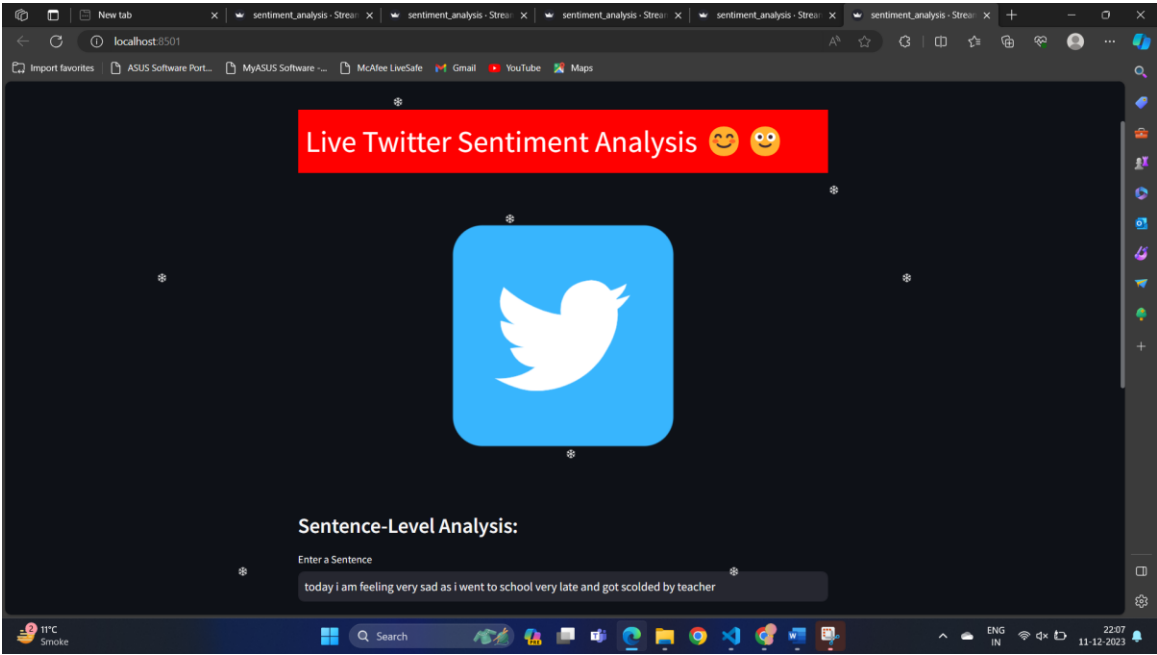 New tab
sentiment_analysis - Strea
sentiment_analysis - Strea
sentiment_analysis - Strea
sentiment_analysis - Strea
sentiment_analysis - Strea
localhost:8501
Import favorites
ASUS Software Port...
MyASUS Software -...
McAfee LiveSafe
Gmail
YouTube
Maps
Live Twitter Sentiment Analysis 😊 🙄
Sentence-Level Analysis:
Enter a Sentence
today i am feeling very sad as i went to school very late and got scolded by teacher
2
11°C
Smoke
Search
ENG
IN
22:07
11-12-2023